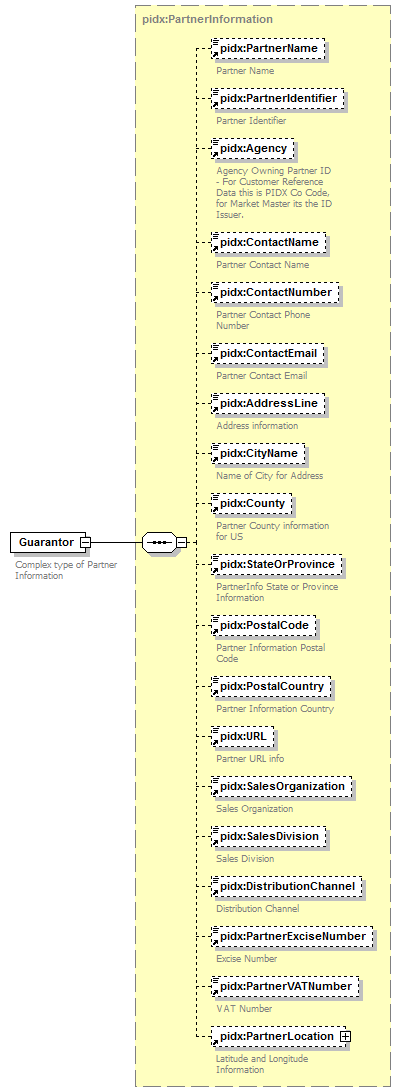 pidx:PartnerInformation
pidx:PartnerName
Partner Name
pidx:PartnerIdentifier
Partner Identifier
pidx:Agency
Agency Owning Partner ID
- For Customer Reference
Data this is PIDX Co Code,
for Market Master its the ID
Issuer.
pidx:ContactName
Partner Contact Name
pidx:ContactNumber
Partner Contact Phone
Number
pidx:ContactEmail
Partner Contact Email
pidx:AddressLine
Address information
pidx:CityName
Name of City for Address
pidx:County
Partner County information
for US
Guarantor
Complex type of Partner
Information
pidx:StateOrProvince
PartnerInfo State or Province
Information
pidx:PostalCode
Partner Information Postal
Code
pidx:PostalCountry
Partner Information Country
pidx:URL
Partner URL info
pidx:SalesOrganization
Sales Organization
pidx:SalesDivision
Sales Division
pidx:DistributionChannel
Distribution Channel
pidx:PartnerExciseNumber
Excise Number
pidx:PartnerVATNumber
VAT Number
pidx:PartnerLocation
Latitude and Longitude
Information